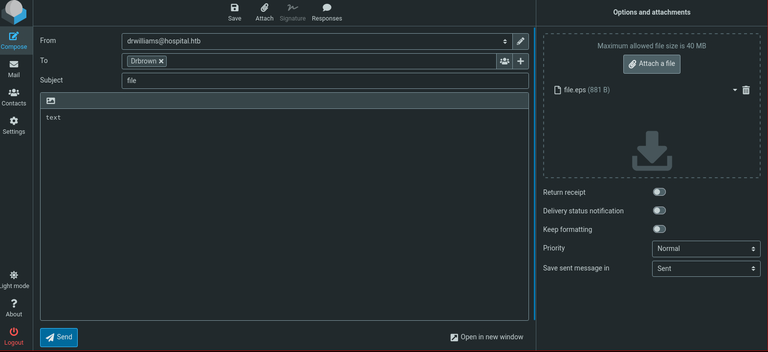 Save Attach Signature Responses
Options and attachments
Compose
Mail
Contacts
Settings
Light mode
About
Logout
From drwilliams@hospital.htb
To Drbrown ×
Subject file
text
Send
Open in new window
Maximum allowed file size is 40 MB
Attach a file
file.eps (881 B)
Return receipt
Delivery status notification
Keep formatting
Priority Normal
Save sent message in Sent